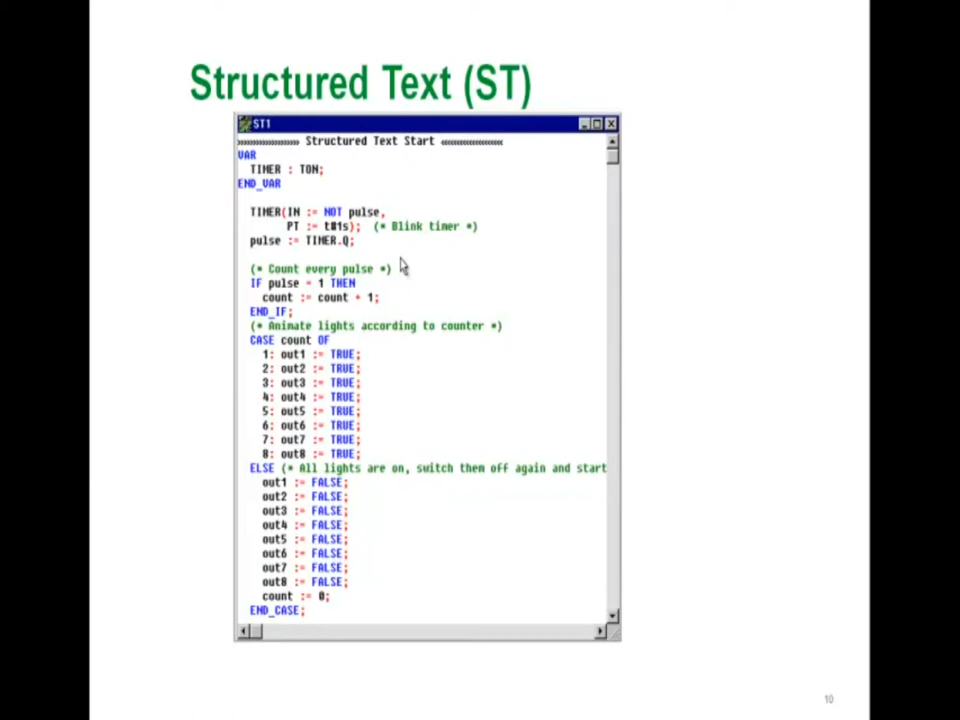 Structured Text (ST)
ST1
»»»»»»»»»» Structured Text Start ««««««««««
VAR
TIMER : TON;
END_VAR
TIMER(IN := NOT pulse,
PT := t#1s); (* Blink timer *)
pulse := TIMER.Q;
(* Count every pulse *)
IF pulse = 1 THEN
count := count + 1;
END_IF;
(* Animate lights according to counter *)
CASE count OF
1: out1 := TRUE;
2: out2 := TRUE;
3: out3 := TRUE;
4: out4 := TRUE;
5: out5 := TRUE;
6: out6 := TRUE;
7: out7 := TRUE;
8: out8 := TRUE;
ELSE (* All lights are on, switch them off again and start
out1 := FALSE;
out2 := FALSE;
out3 := FALSE;
out4 := FALSE;
out5 := FALSE;
out6 := FALSE;
out7 := FALSE;
out8 := FALSE;
count := 0;
END_CASE;
10